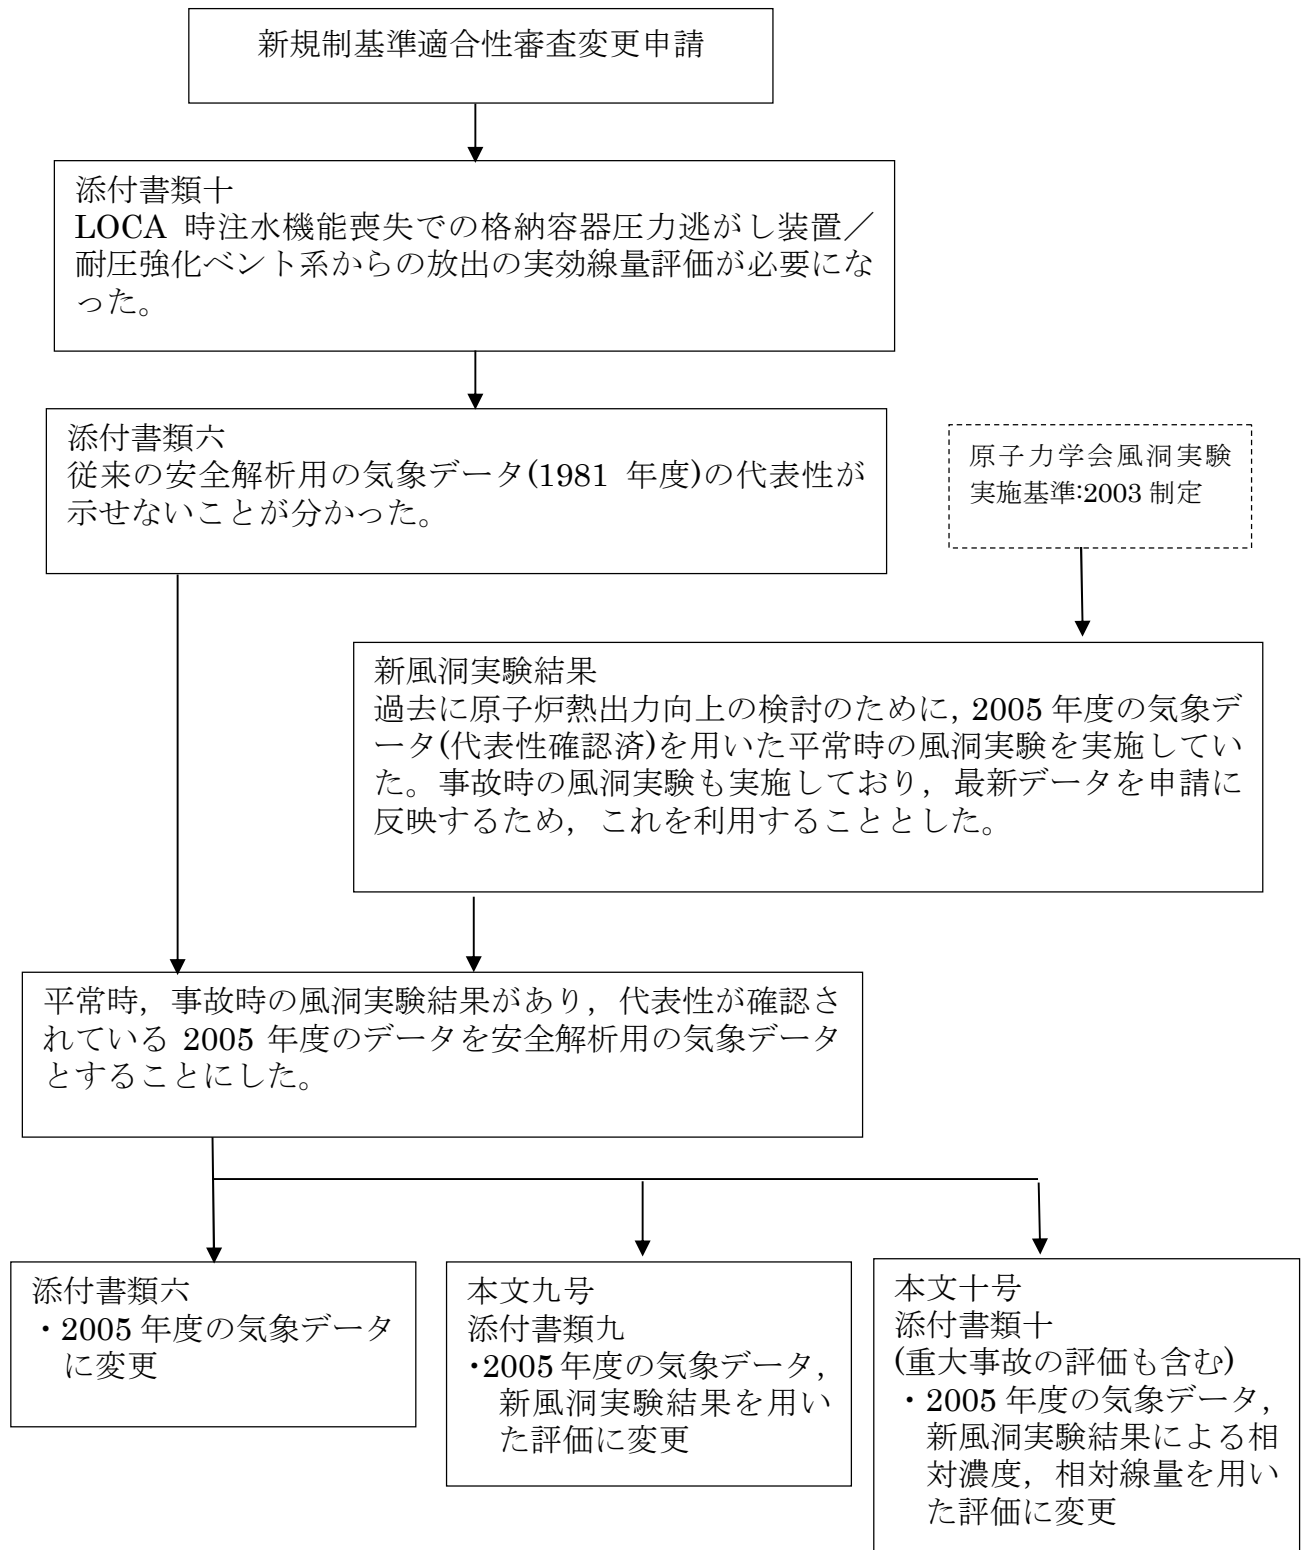 新規制基準適合性審査変更申請
添付書類十
LOCA 時注水機能喪失での格納容器圧力逃がし装置／
耐圧強化ベント系からの放出の実効線量評価が必要にな
った。
添付書類六
従来の安全解析用の気象データ(1981 年度)の代表性が
示せないことが分かった。
原子力学会風洞実験
実施基準:2003 制定
新風洞実験結果
過去に原子炉熱出力向上の検討のために, 2005 年度の気象デ
ータ(代表性確認済)を用いた平常時の風洞実験を実施してい
た。事故時の風洞実験も実施しており，最新データを申請に
反映するため，これを利用することとした。
平常時，事故時の風洞実験結果があり，代表性が確認さ
れている 2005 年度のデータを安全解析用の気象データ
とすることにした。
添付書類六
・2005 年度の気象データ
に変更
本文九号
添付書類九
・2005 年度の気象データ，
新風洞実験結果を用い
た評価に変更
本文十号
添付書類十
(重大事故の評価も含む)
・2005 年度の気象データ，
新風洞実験結果による相
対濃度，相対線量を用い
た評価に変更